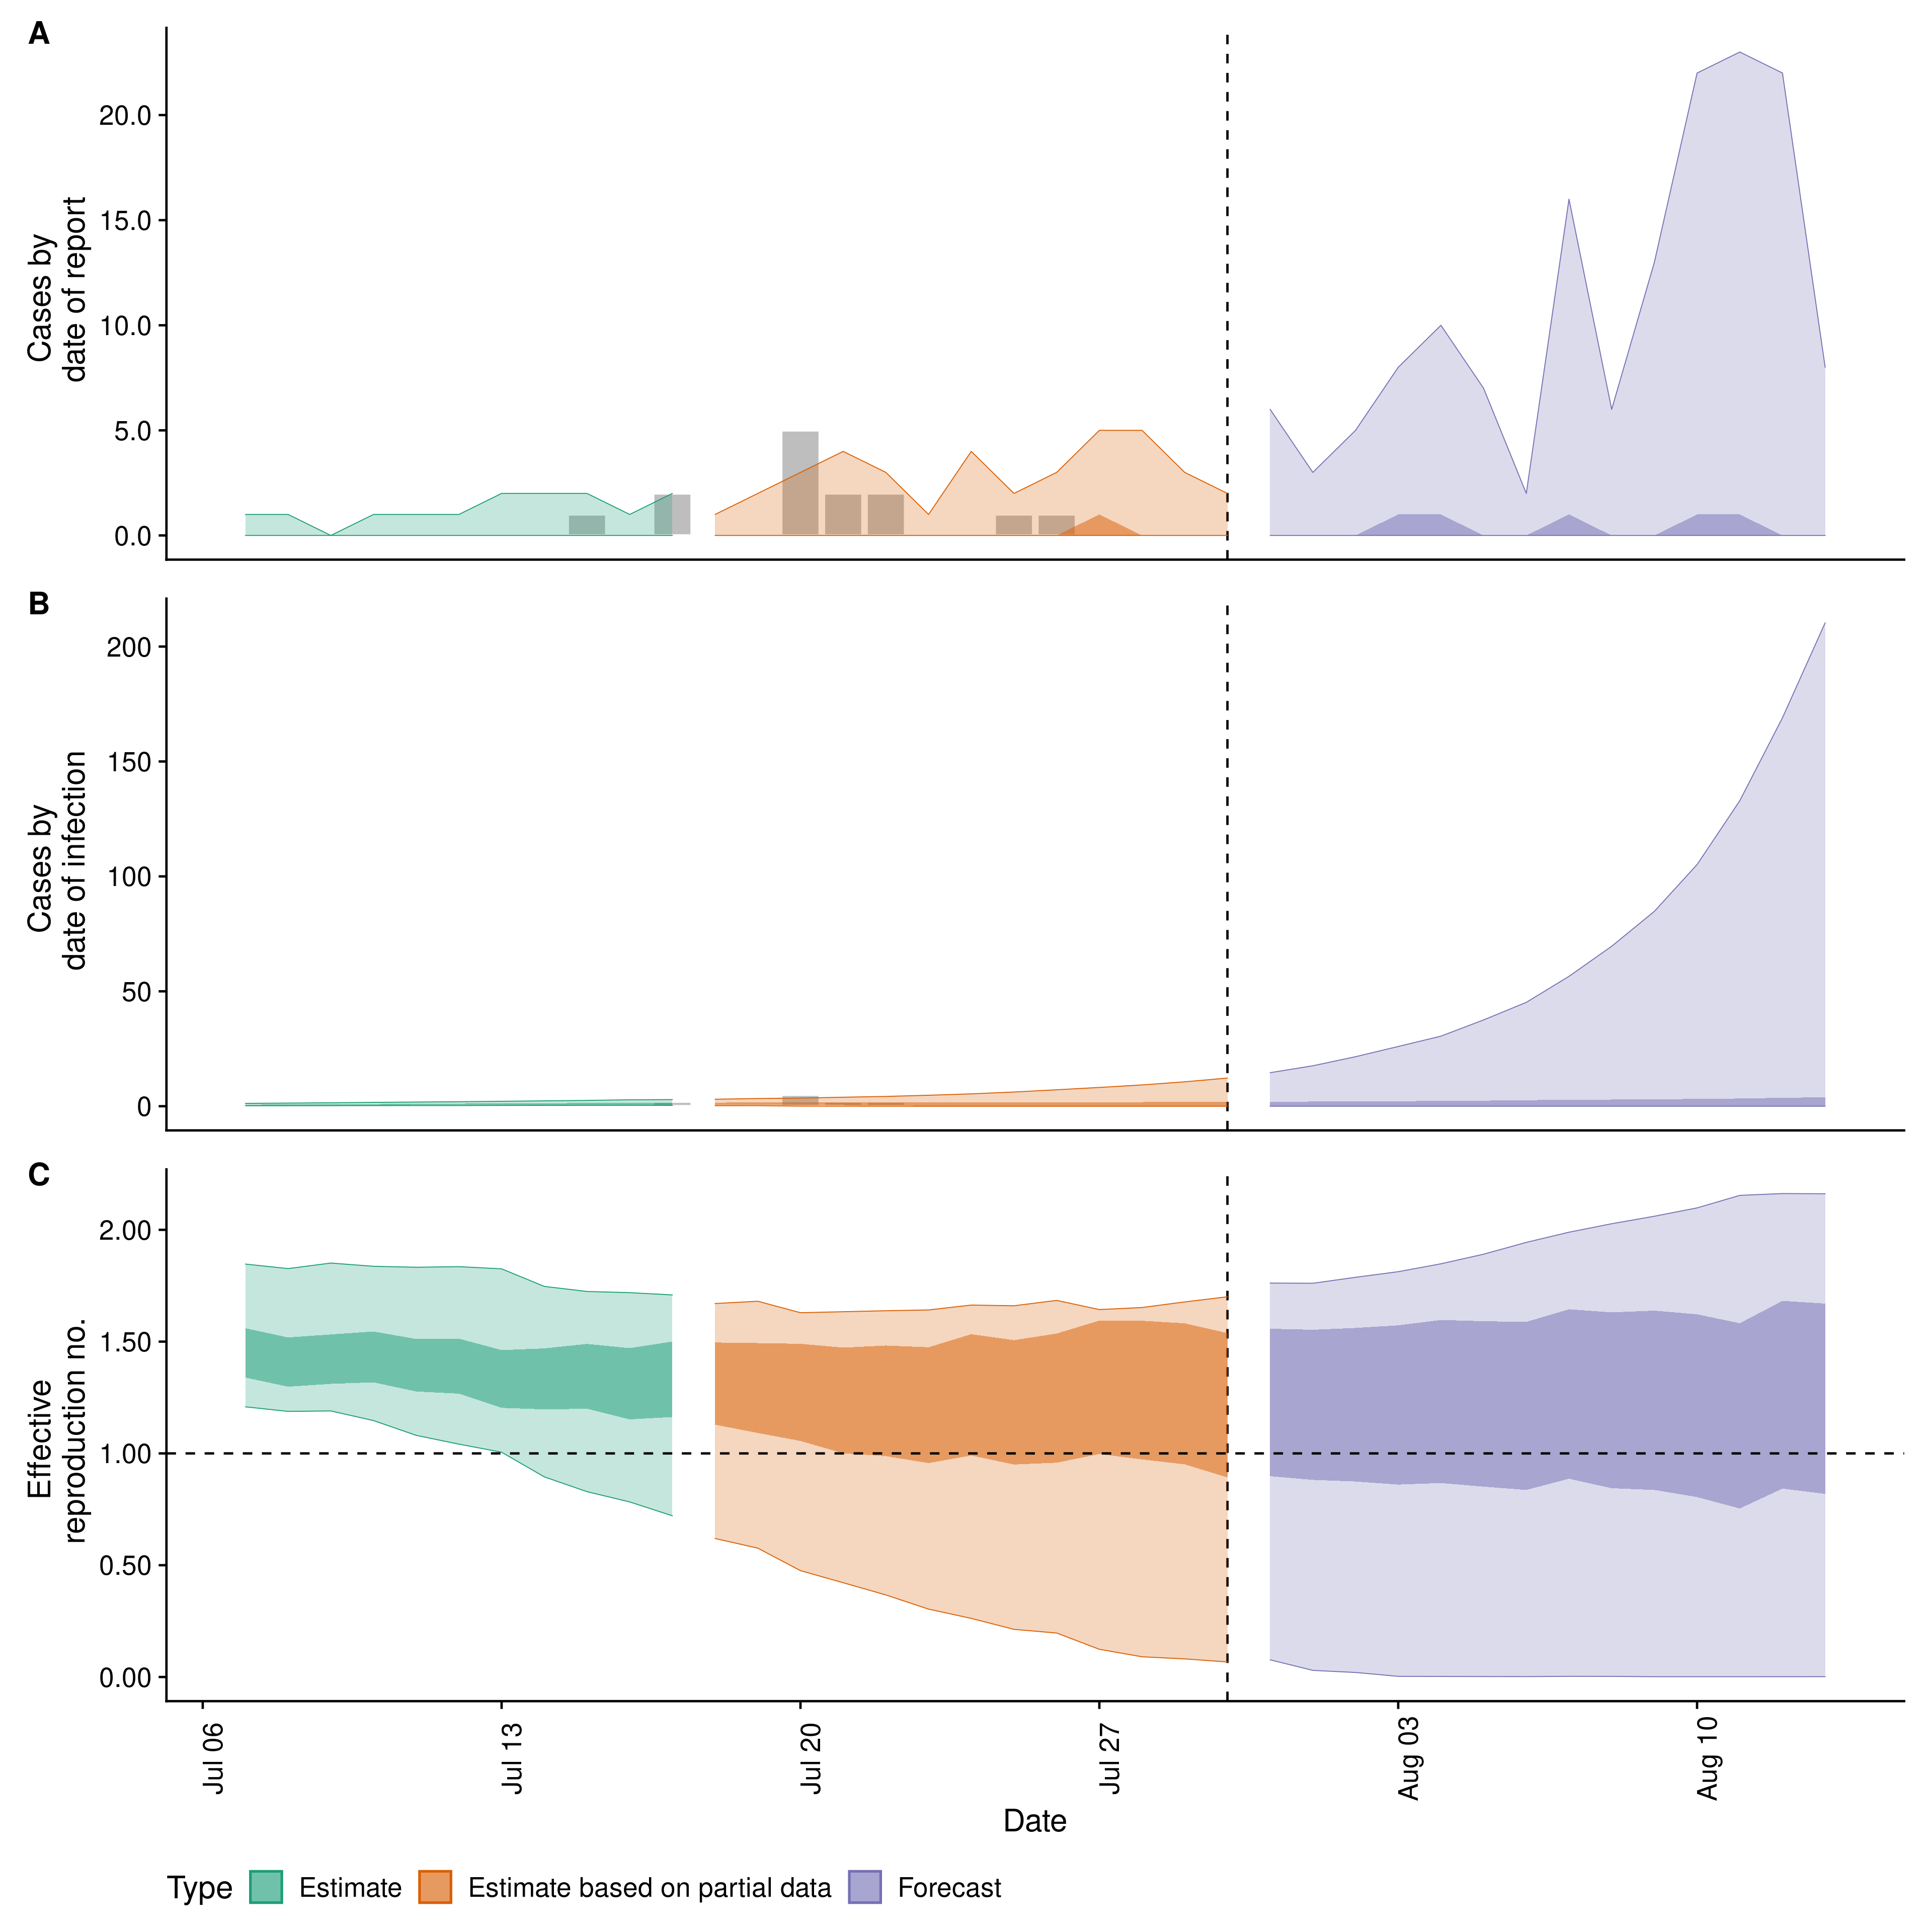 A
20.0
15.0
10.0
5.0
0.0
Cases by
date of report
B
200
150
100
50
0
Cases by
date of infection
C
2.00
1.50
1.00
0.50
0.00
Effective
reproduction no.
Jul 06
Jul 13
Jul 20
Jul 27
Aug 03
Aug 10
Date
Type
Estimate
Estimate based on partial data
Forecast